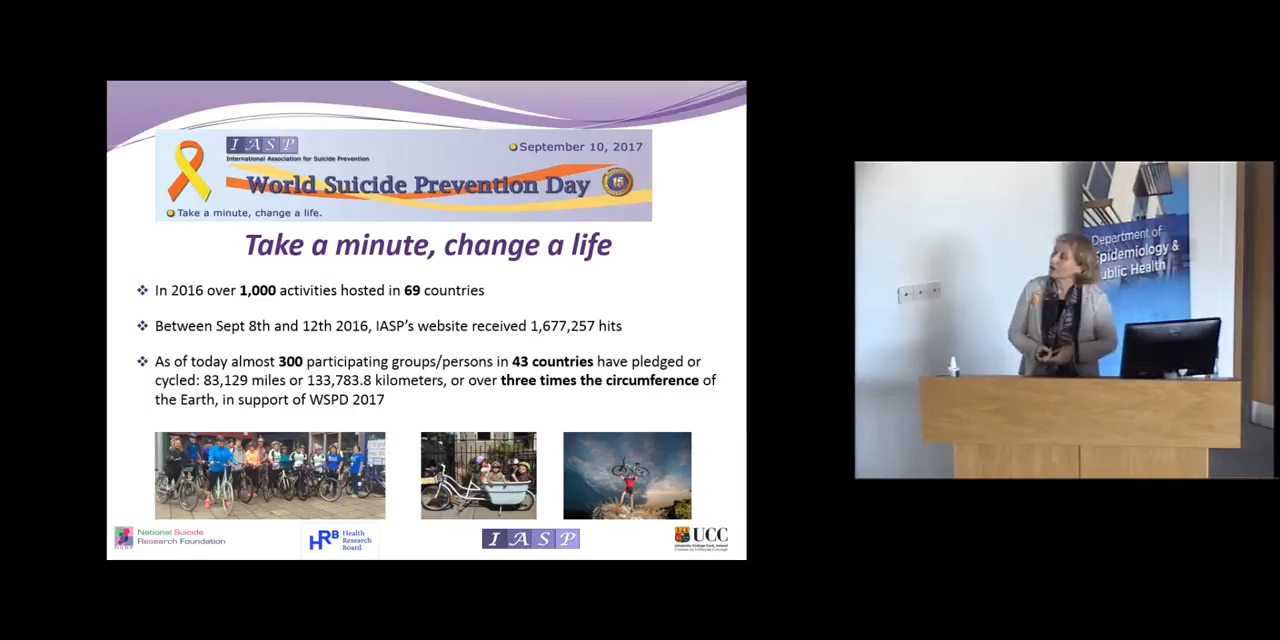 IASP
International Association for Suicide Prevention
September 10, 2017
World Suicide Prevention Day
15
Take a minute, change a life.
Take a minute, change a life
In 2016 over 1,000 activities hosted in 69 countries
Between Sept 8th and 12th 2016, IASP's website received 1,677,257 hits
As of today almost 300 participating groups/persons in 43 countries have pledged or
cycled: 83,129 miles or 133,783.8 kilometers, or over three times the circumference of
the Earth, in support of WSPD 2017
National Suicide
Research Foundation
HRB Health
Research
Board
IASP
UCC
University College Cork, Ireland
Department of
Epidemiology &
Public Health